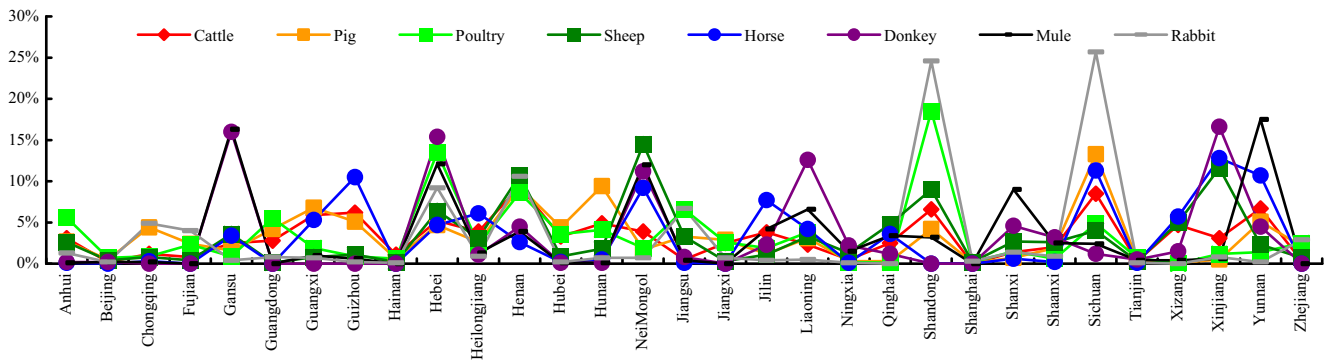 30%
25%
20%
15%
10%
5%
0%
Cattle Pig Poultry Sheep Horse Donkey Mule Rabbit
Anhui
Beijing
Chongqing
Fujian
Gansu
Guangdong
Guangxi
Guizhou
Hainan
Hebei
Heilongjiang
Henan
Hubei
Hunan
NeiMongol
Jiangsu
Jiangxi
Jilin
Liaoning
Ningxia
Qinghai
Shandong
Shanghai
Shanxi
Shaanxi
Sichuan
Tianjin
Xizang
Xinjiang
Yunnan
Zhejiang